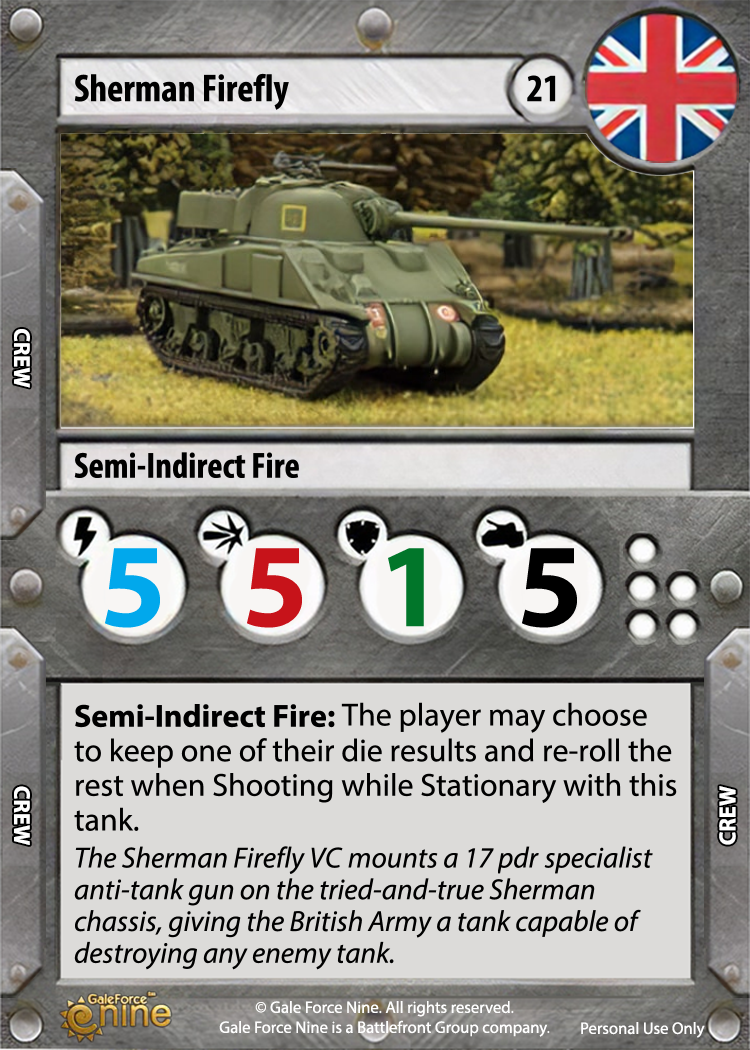 Sherman Firefly
21
CREW
Semi-Indirect Fire
5 5 1 5
Semi-Indirect Fire: The player may choose
to keep one of their die results and re-roll the
rest when Shooting while Stationary with this
tank.
The Sherman Firefly VC mounts a 17 pdr specialist
anti-tank gun on the tried-and-true Sherman
chassis, giving the British Army a tank capable of
destroying any enemy tank.
CREW
CREW
GaleForce™
nine
© Gale Force Nine. All rights reserved.
Gale Force Nine is a Battlefront Group company.
Personal Use Only